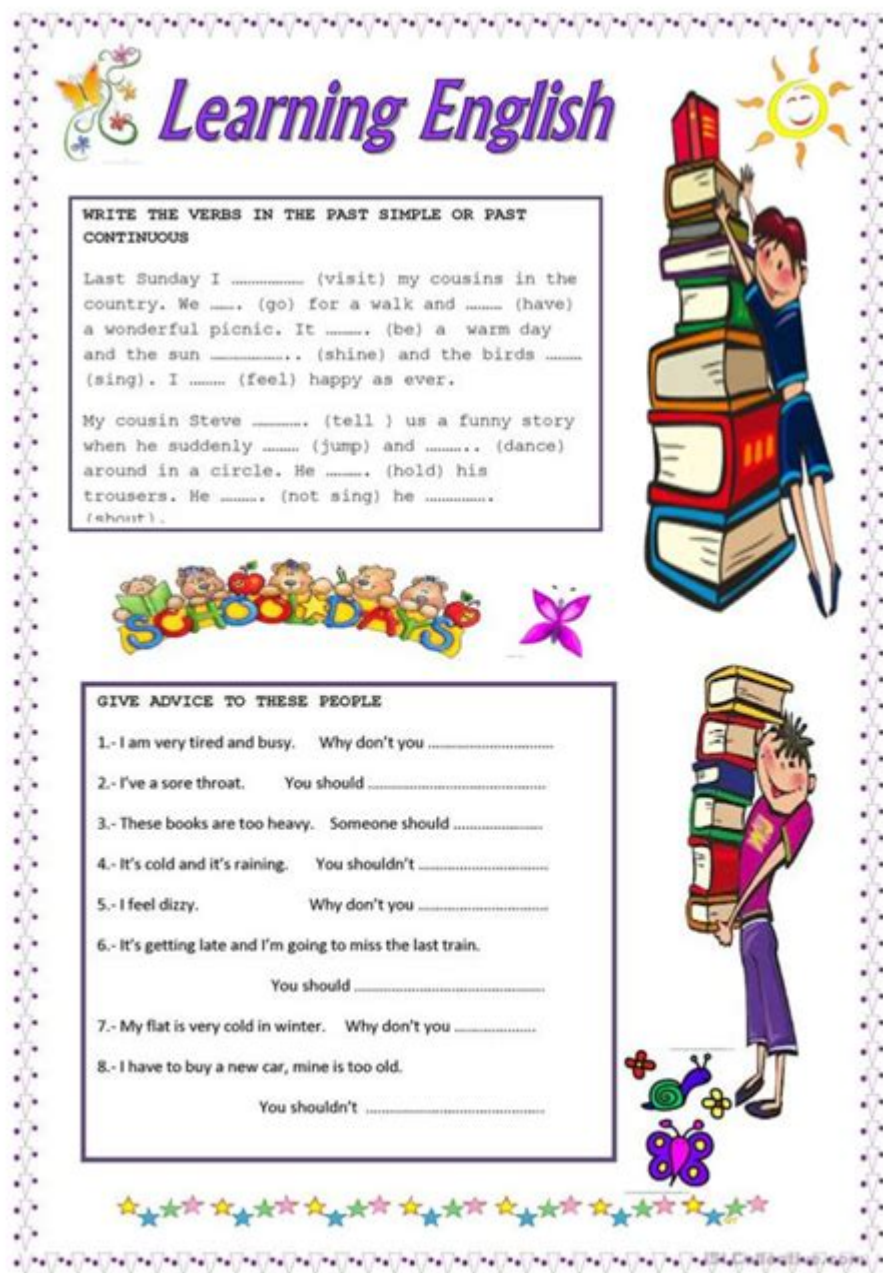 Learning English
WRITE THE VERBS IN THE PAST SIMPLE OR PAST
CONTINUOUS
Last Sunday I ……………… (visit) my cousins in the
country. We ……. (go) for a walk and ……… (have)
a wonderful picnic. It ………. (be) a warm day
and the sun ……………….. (shine) and the birds ………
(sing). I ……… (feel) happy as ever.
My cousin Steve …………. (tell ) us a funny story
when he suddenly ……… (jump) and ……….. (dance)
around in a circle. He ………. (hold) his
trousers. He ………. (not sing) he …………….
(shout).
SCHOOL DAYS
GIVE ADVICE TO THESE PEOPLE
1.- I am very tired and busy. Why don't you ……………………………
2.- I've a sore throat. You should ………………………………………
3.- These books are too heavy. Someone should …………………..
4.- It's cold and it's raining. You shouldn't ……………………………
5.- I feel dizzy. Why don't you ……………………………
6.- It's getting late and I'm going to miss the last train.
You should …………………………………………
7.- My flat is very cold in winter. Why don't you …………………
8.- I have to buy a new car, mine is too old.
You shouldn't ………………………………………